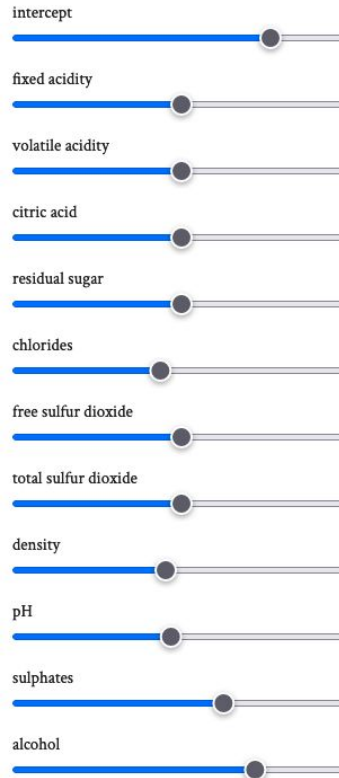 intercept
fixed acidity
volatile acidity
citric acid
residual sugar
chlorides
free sulfur dioxide
total sulfur dioxide
density
pH
sulphates
alcohol